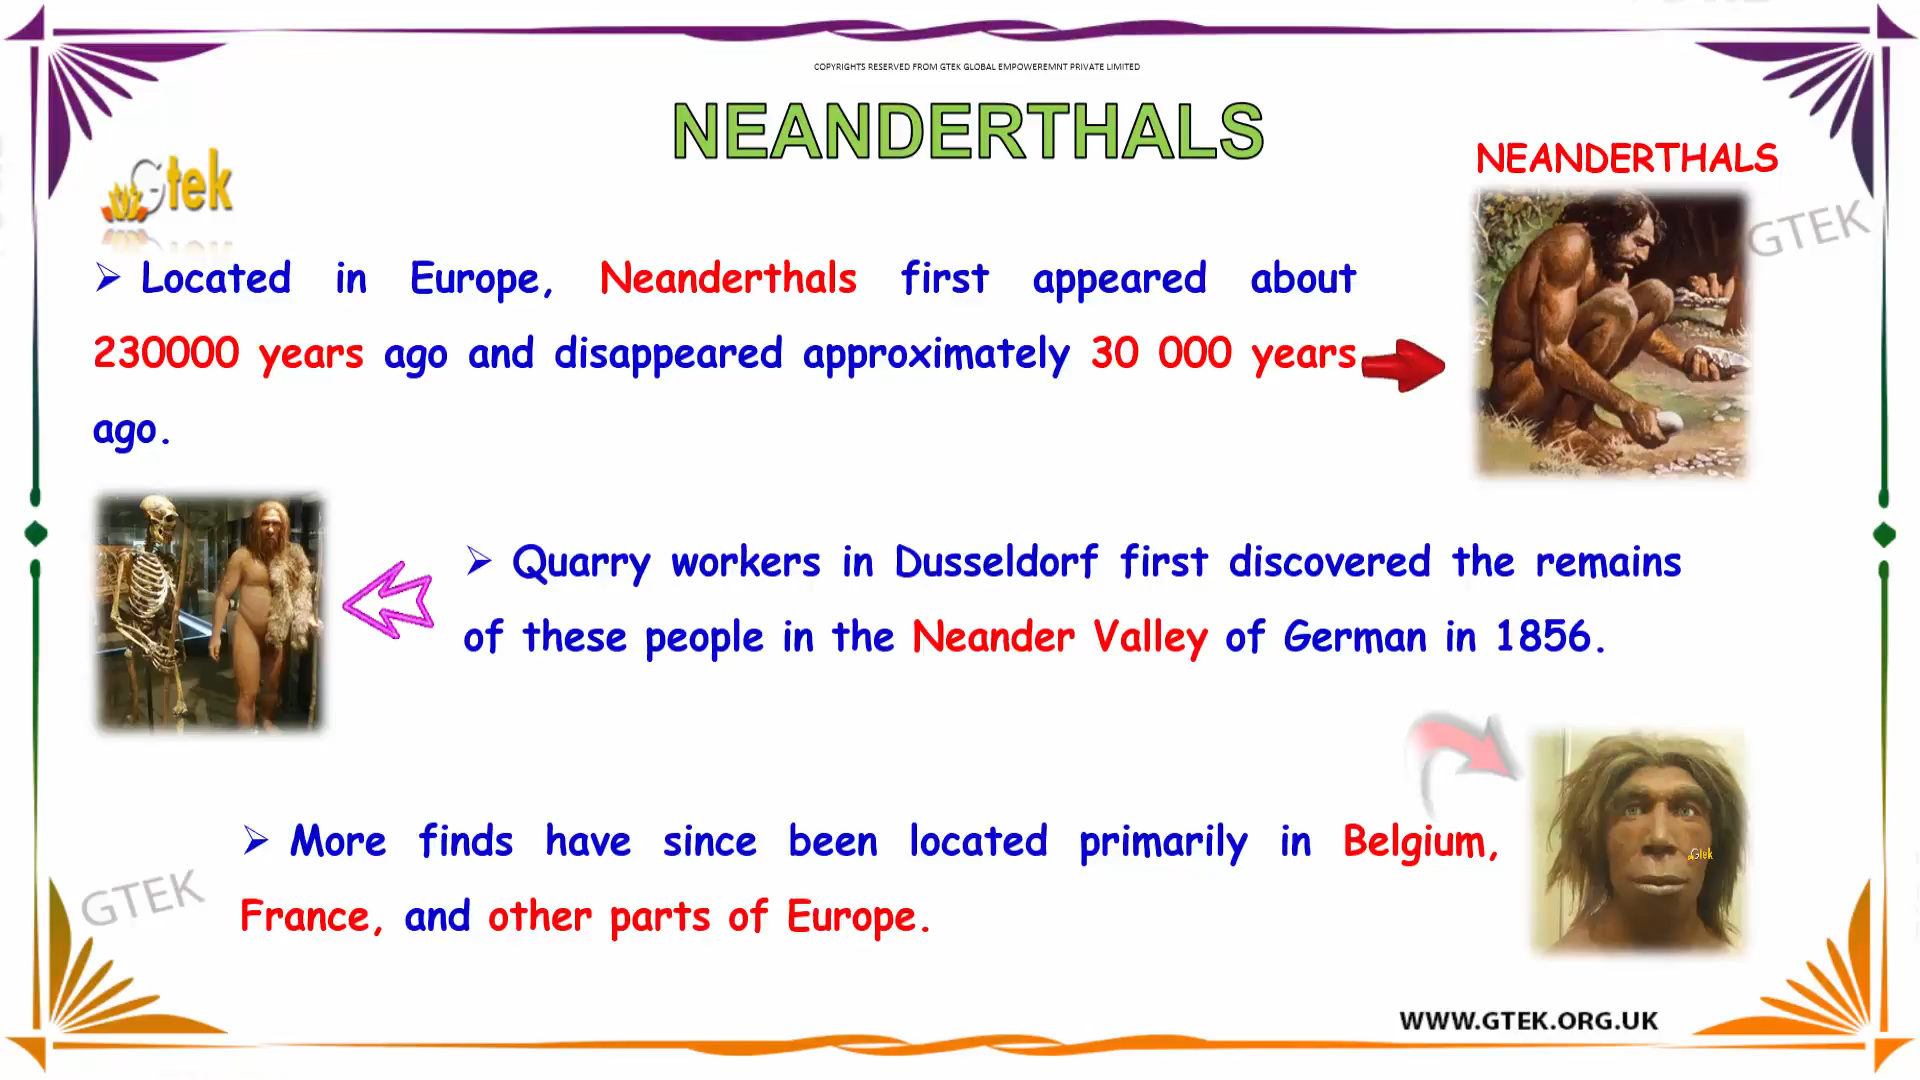 COPYRIGHTS RESERVED FROM GTEK GLOBAL EMPOWEREMNT PRIVATE LIMITED
NEANDERTHALS
NEANDERTHALS
Gtek
GTEK
➢ Located in Europe, Neanderthals first appeared about
230000 years ago and disappeared approximately 30 000 years
ago.
➢ Quarry workers in Dusseldorf first discovered the remains
of these people in the Neander Valley of German in 1856.
➢ More finds have since been located primarily in Belgium,
France, and other parts of Europe.
Gtek
GTEK
WWW.GTEK.ORG.UK